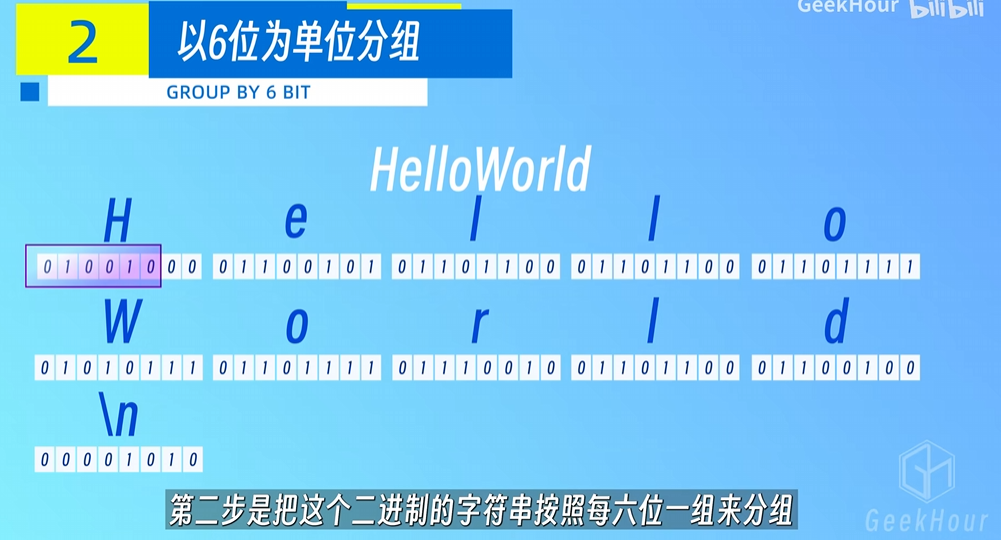 GeekHour bilibili
2 以6位为单位分组
GROUP BY 6 BIT
HelloWorld
H e l l o
01001000 01100101 01101100 01101100 01101111
W o r l d
01010111 01101111 01110010 01101100 01100100
\n
00001010
第二步是把这个二进制的字符串按照每六位一组来分组
GeekHour